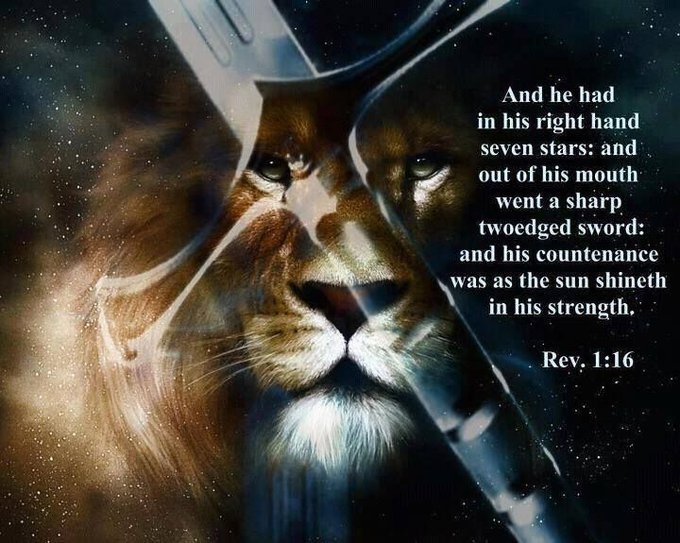 And he had
in his right hand
seven stars: and
out of his mouth
went a sharp
twoedged sword:
and his countenance
was as the sun shineth
in his strength.
Rev. 1:16